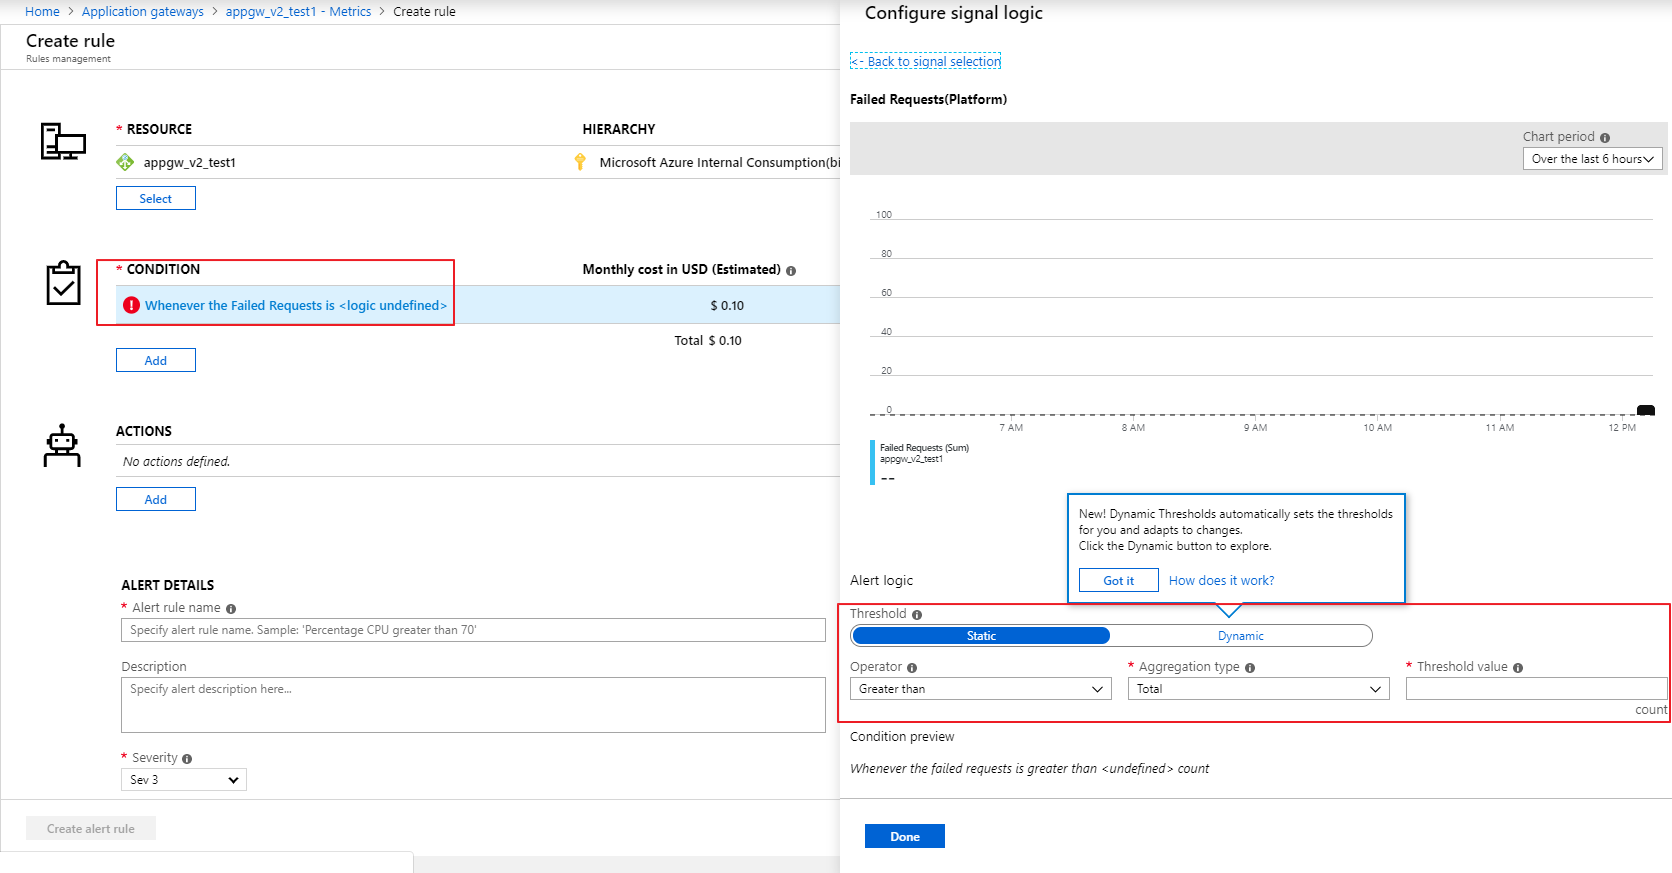 Home > Application gateways > appgw_v2_test1 - Metrics > Create rule
Create rule
Rules management
* RESOURCE
HIERARCHY
appgw_v2_test1
Microsoft Azure Internal Consumption(bi
Select
* CONDITION
Monthly cost in USD (Estimated)
Whenever the Failed Requests is <logic undefined>
$ 0.10
Total $ 0.10
Add
ACTIONS
No actions defined.
Add
ALERT DETAILS
* Alert rule name
Specify alert rule name. Sample: 'Percentage CPU greater than 70'
Description
Specify alert description here...
* Severity
Sev 3
Create alert rule
Configure signal logic
<- Back to signal selection
Failed Requests(Platform)
Chart period
Over the last 6 hours
100
80
60
40
20
0
7 AM 8 AM 9 AM 10 AM 11 AM 12 PM
Failed Requests (Sum)
appgw_v2_test1
--
New! Dynamic Thresholds automatically sets the thresholds
for you and adapts to changes.
Click the Dynamic button to explore.
Got it
How does it work?
Alert logic
Threshold
Static
Dynamic
Operator
* Aggregation type
* Threshold value
Greater than
Total
count
Condition preview
Whenever the failed requests is greater than <undefined> count
Done